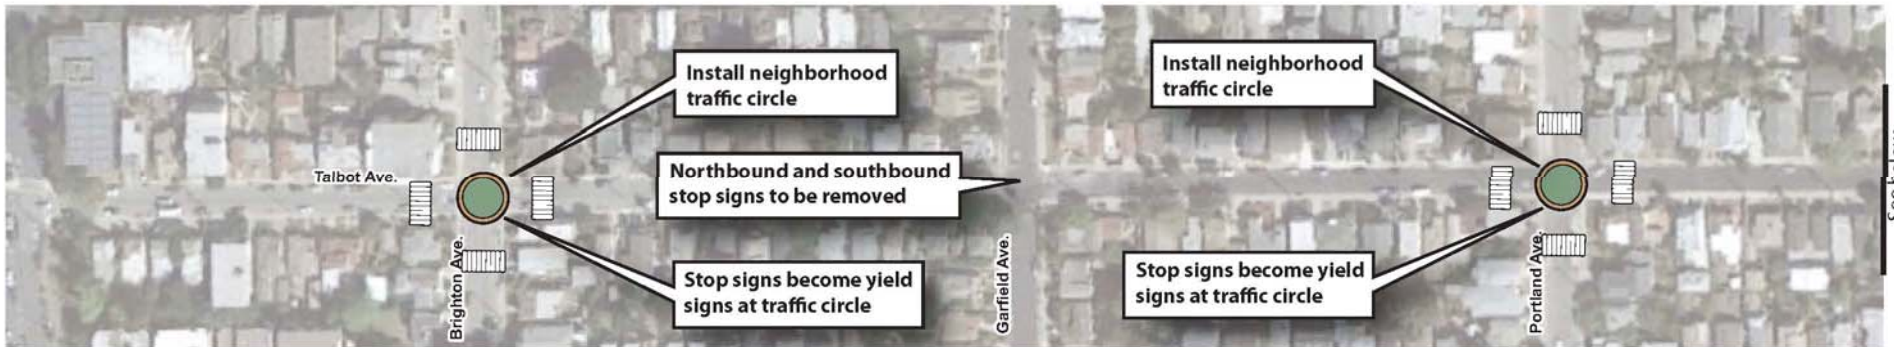 Install neighborhood
traffic circle
Install neighborhood
traffic circle
Talbot Ave.
Northbound and southbound
stop signs to be removed
Brighton Ave.
Stop signs become yield
signs at traffic circle
Garfield Ave.
Stop signs become yield
signs at traffic circle
Portland Ave.